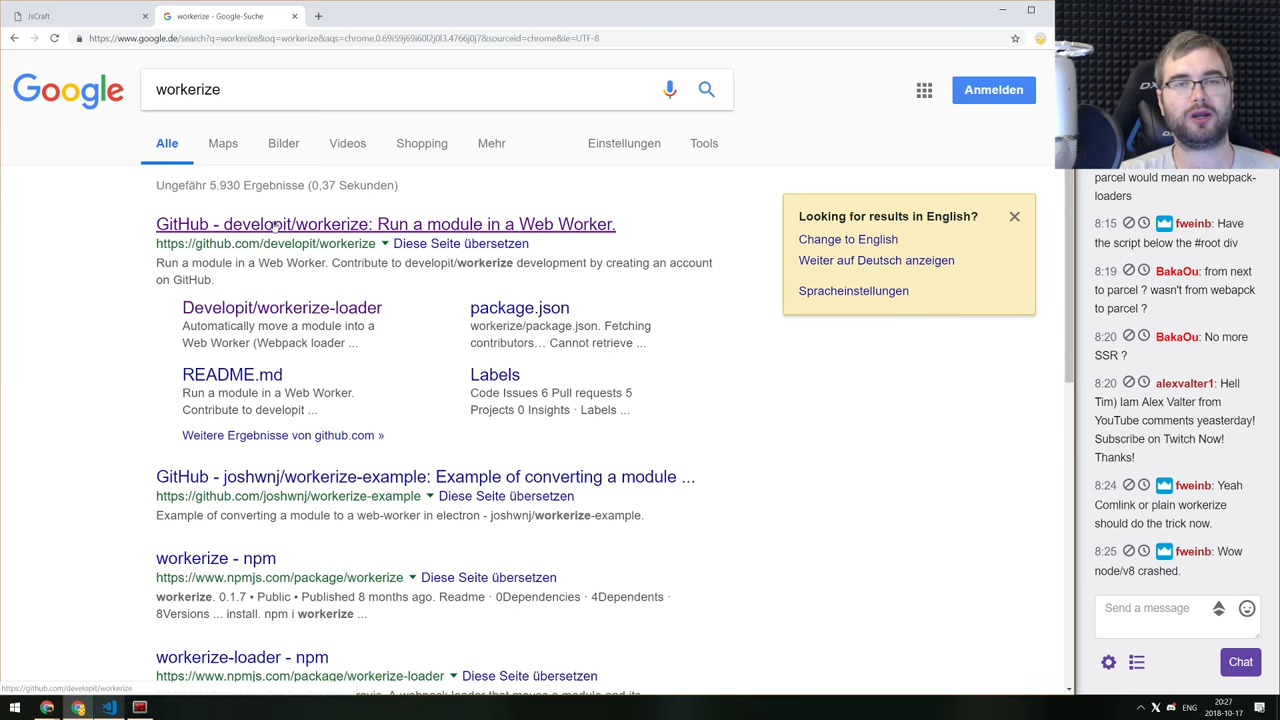 JsCraft
workerize - Google-Suche
https://www.google.de/search?q=workerize&oq=workerize&aqs=chrome.0.69i59j69i60l2j0l3.4766j0j7&sourceid=chrome&ie=UTF-8
Google
workerize
Anmelden
Alle Maps Bilder Videos Shopping Mehr Einstellungen Tools
Ungefähr 5.930 Ergebnisse (0,37 Sekunden)
GitHub - developit/workerize: Run a module in a Web Worker.
https://github.com/developit/workerize Diese Seite übersetzen
Run a module in a Web Worker. Contribute to developit/workerize development by creating an account
on GitHub.
Developit/workerize-loader
Automatically move a module into a
Web Worker (Webpack loader ...
package.json
workerize/package.json. Fetching
contributors… Cannot retrieve ...
README.md
Run a module in a Web Worker.
Contribute to developit ...
Labels
Code Issues 6 Pull requests 5
Projects 0 Insights · Labels ...
Weitere Ergebnisse von github.com »
GitHub - joshwnj/workerize-example: Example of converting a module ...
https://github.com/joshwnj/workerize-example Diese Seite übersetzen
Example of converting a module to a web-worker in electron - joshwnj/workerize-example.
workerize - npm
https://www.npmjs.com/package/workerize Diese Seite übersetzen
workerize. 0.1.7 • Public • Published 8 months ago. Readme · 0Dependencies · 4Dependents ·
8Versions ... install. npm i workerize ...
workerize-loader - npm
https://www.npmjs.com/package/workerize-loader Diese Seite übersetzen
https://github.com/developit/workerize
Looking for results in English?
Change to English
Weiter auf Deutsch anzeigen
Spracheinstellungen
DX
parcel would mean no webpack-
loaders
8:15 fweinb: Have
the script below the #root div
8:19 BakaOu: from next
to parcel ? wasn't from webapck
to parcel ?
8:20 BakaOu: No more
SSR ?
8:20 alexvalter1: Hell
Tim) Iam Alex Valter from
YouTube comments yeasterday!
Subscribe on Twitch Now!
Thanks!
8:24 fweinb: Yeah
Comlink or plain workerize
should do the trick now.
8:25 fweinb: Wow
node/v8 crashed.
Send a message
Chat
ENG
20:27
2018-10-17